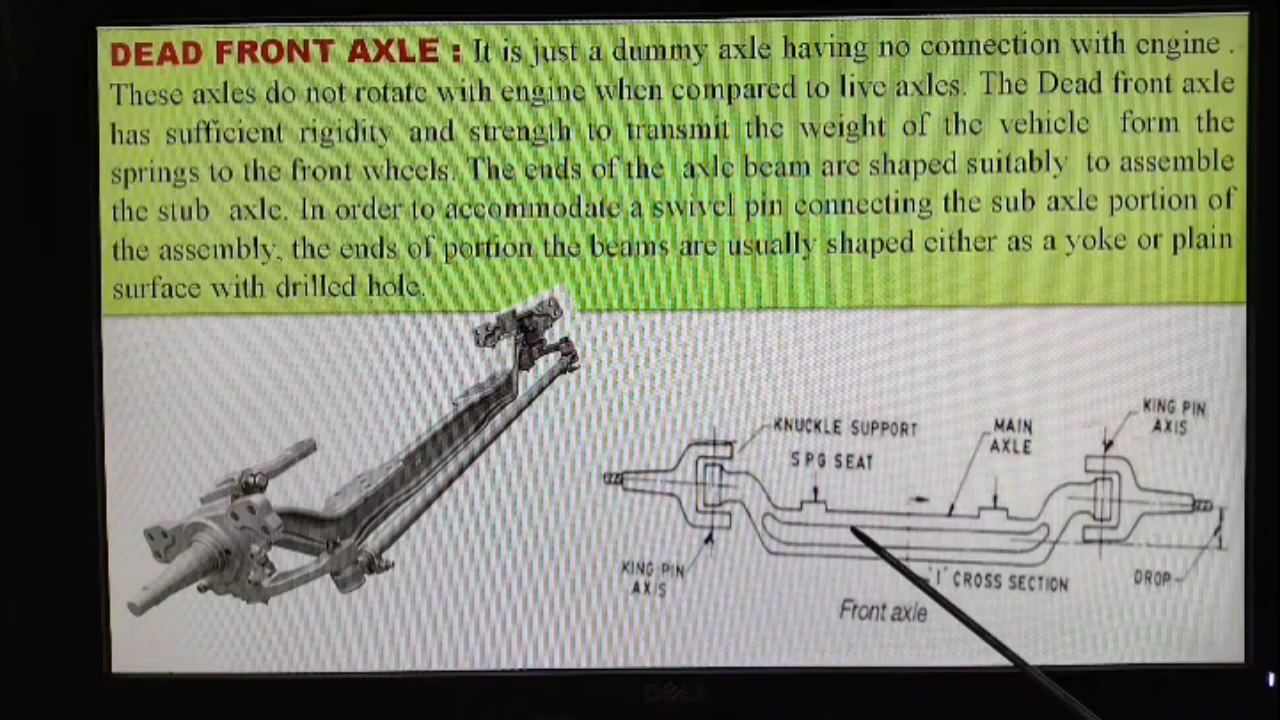 DEAD FRONT AXLE : It is just a dummy axle having no connection with engine .
These axles do not rotate with engine when compared to live axles. The Dead front axle
has sufficient rigidity and strength to transmit the weight of the vehicle form the
springs to the front wheels. The ends of the axle beam are shaped suitably to assemble
the stub axle. In order to accommodate a swivel pin connecting the sub axle portion of
the assembly, the ends of portion the beams are usually shaped either as a yoke or plain
surface with drilled hole.
KING PIN
AXIS
KNUCKLE SUPPORT
MAIN
AXLE
SPG SEAT
KING PIN
AXIS
'I' CROSS SECTION
DROP
Front axle
DELL